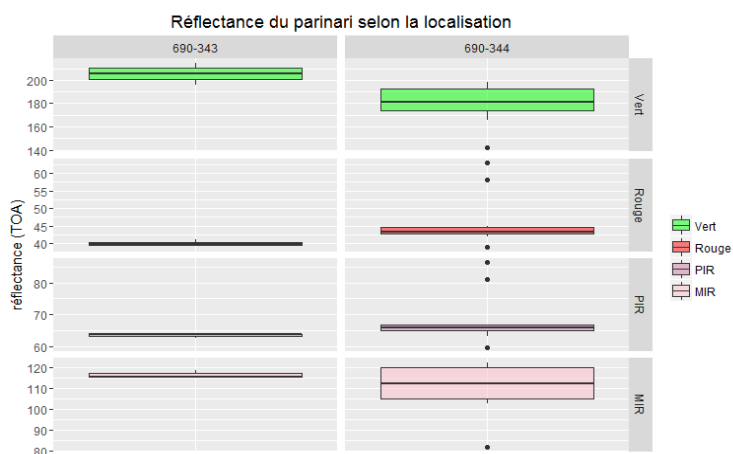 Réflectance du parinari selon la localisation
690-343
690-344
200
180
160
140
Vert
60
55
50
45
40
Rouge
80
70
60
PIR
120
110
100
90
80
MIR
réflectance (TOA)
Vert
Rouge
PIR
MIR